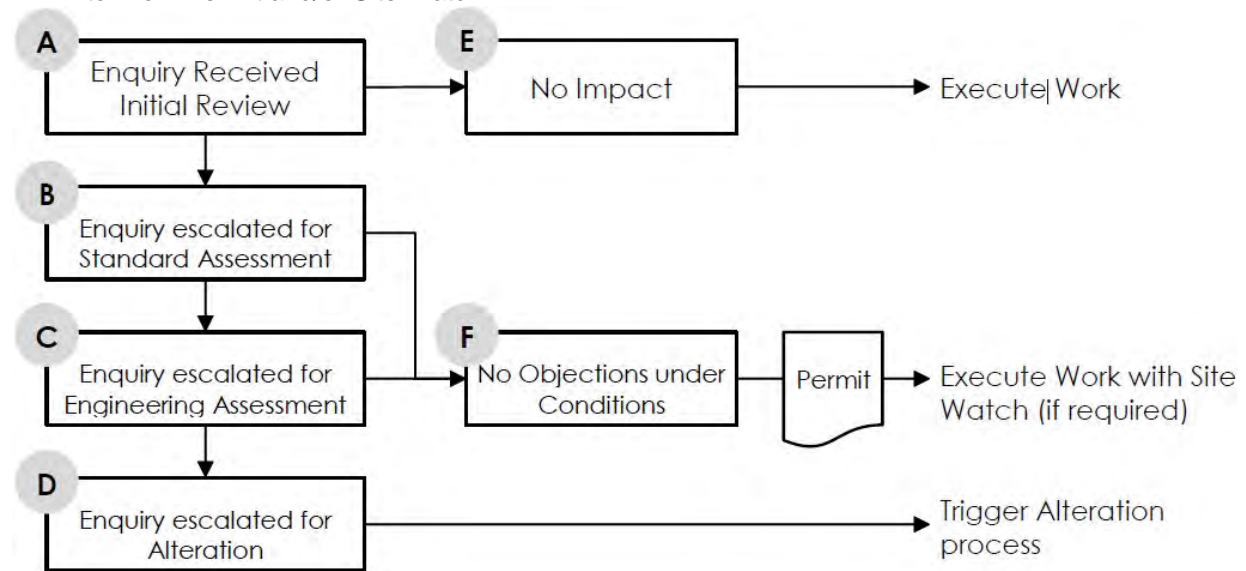 A
Enquiry Received
Initial Review
E
No Impact
Execute Work
B
Enquiry escalated for
Standard Assessment
C
Enquiry escalated for
Engineering Assessment
F
No Objections under
Conditions
Permit
Execute Work with Site
Watch (if required)
D
Enquiry escalated for
Alteration
Trigger Alteration
process